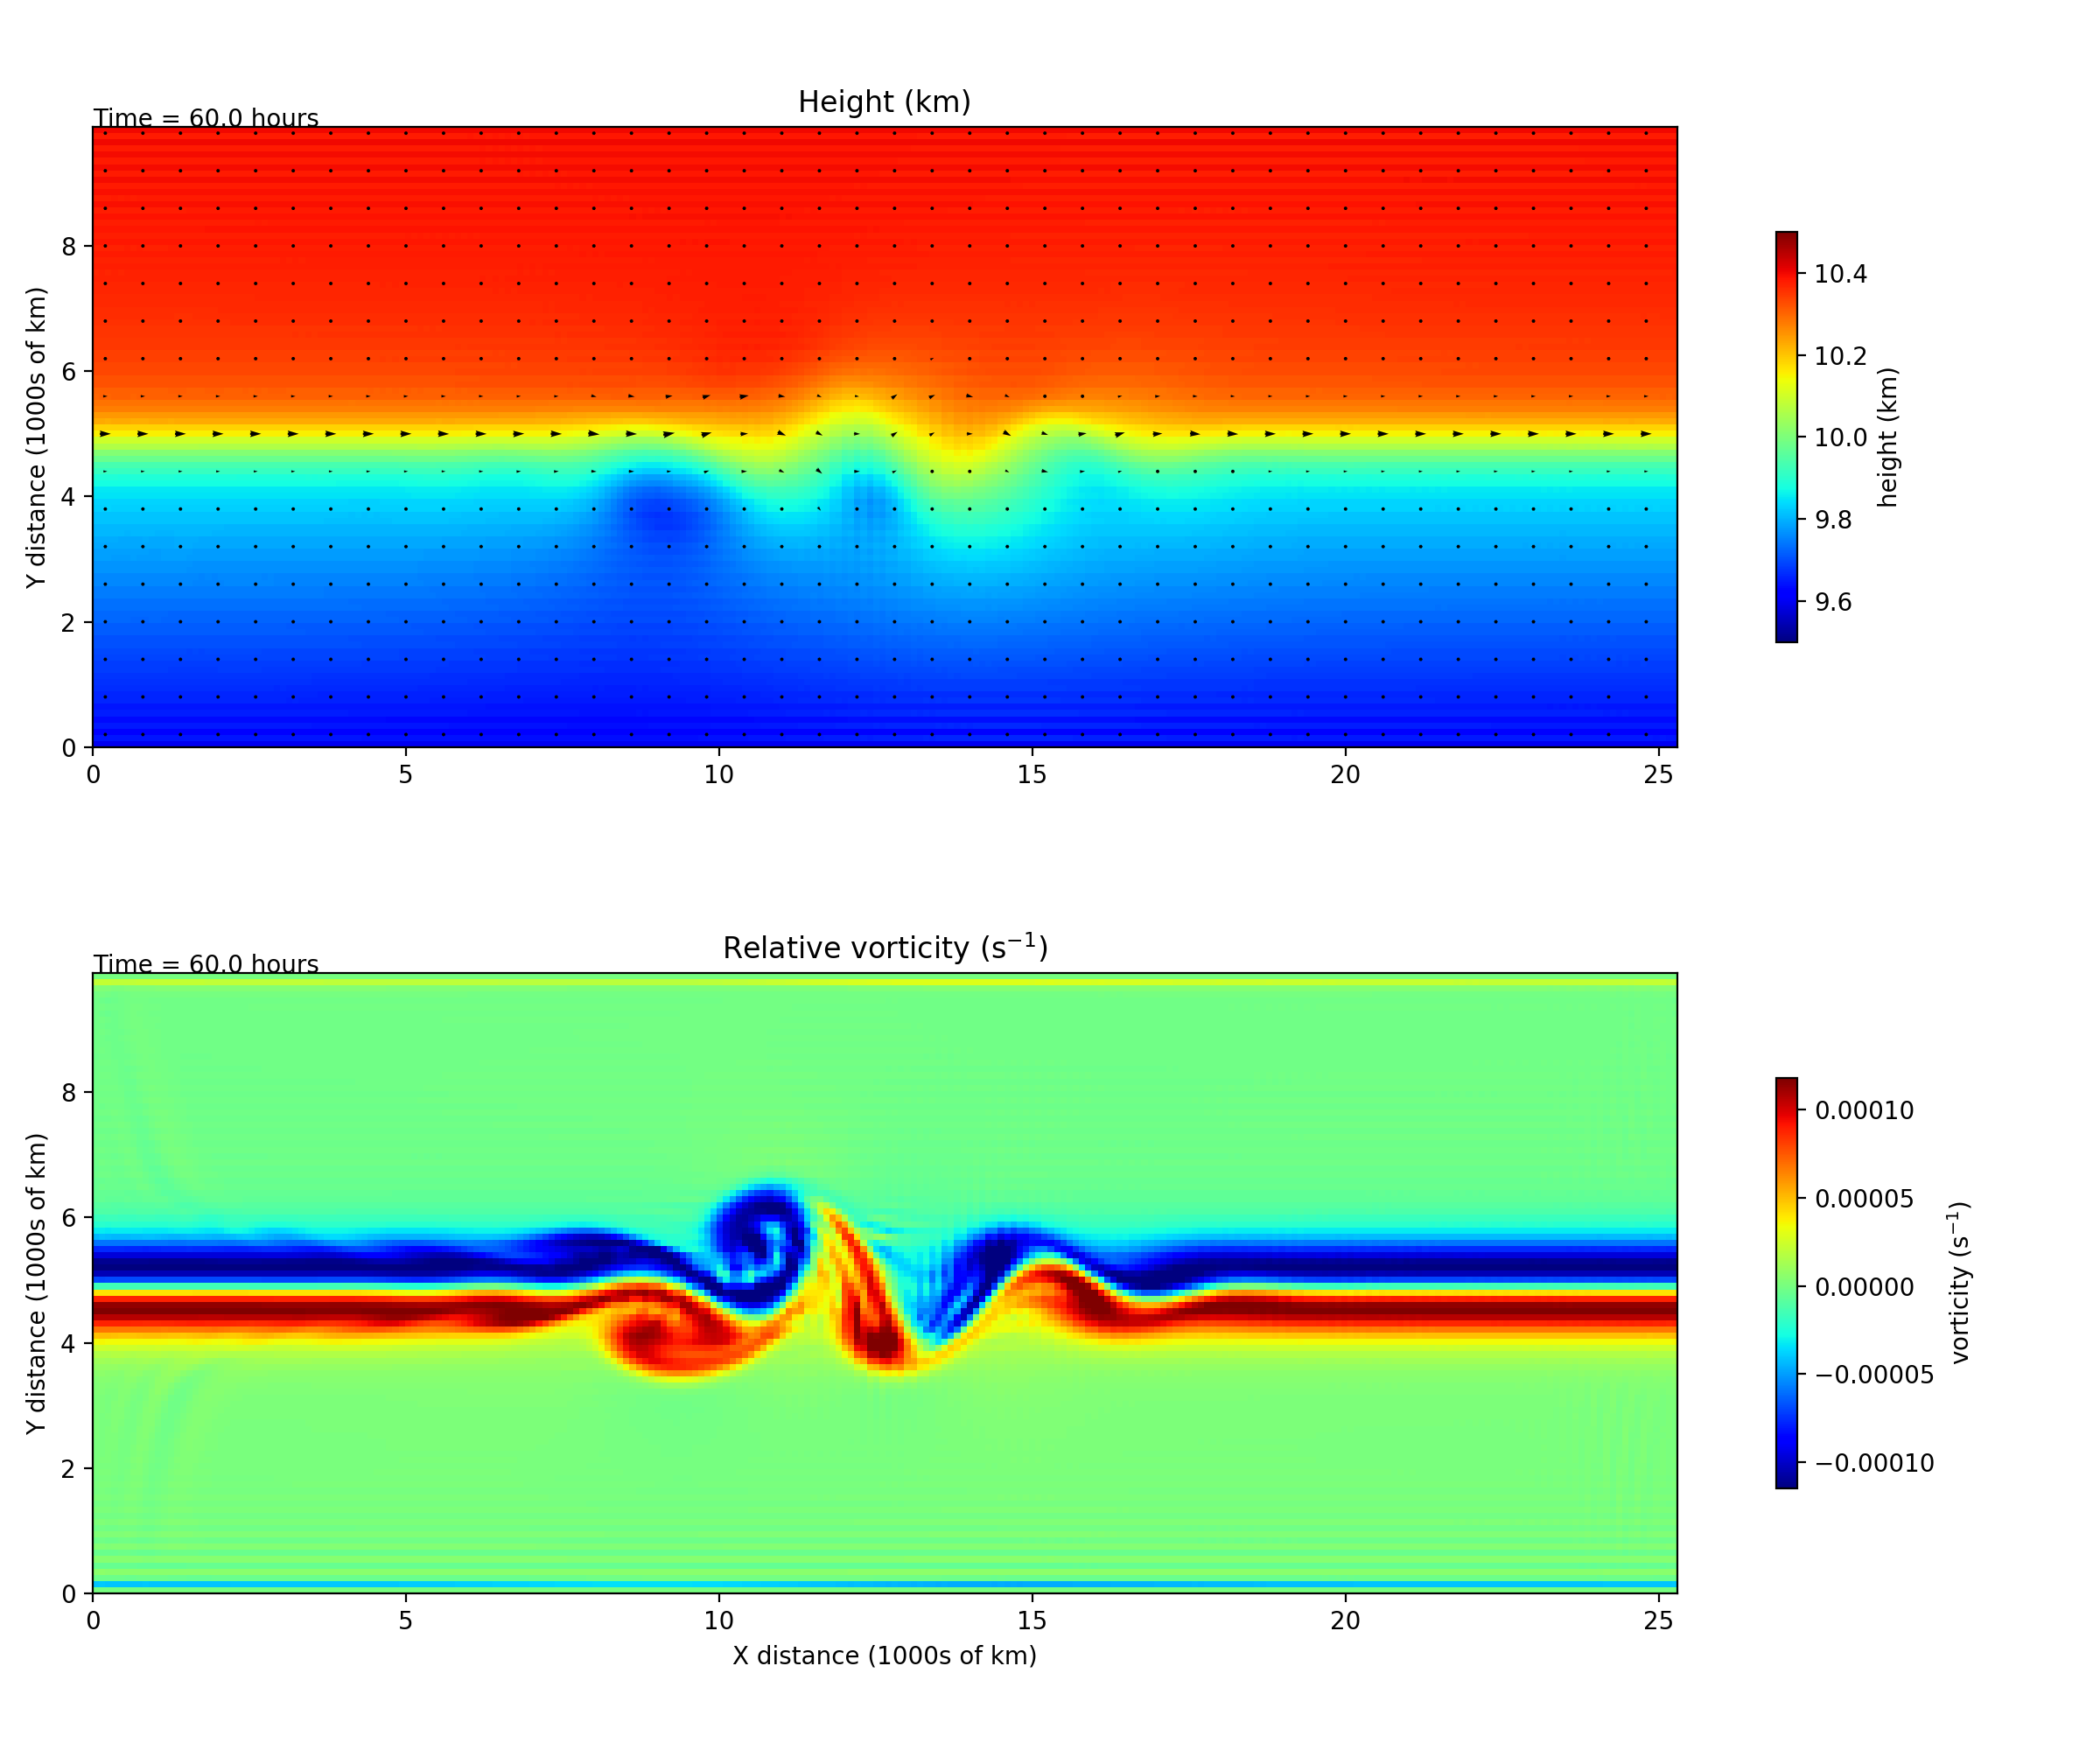 Height (km)
Time = 60.0 hours
Y distance (1000s of km)
8
6
4
2
0
0 5 10 15 20 25
10.4
10.2
10.0
9.8
9.6
height (km)
Relative vorticity (s⁻¹)
Time = 60.0 hours
Y distance (1000s of km)
8
6
4
2
0
0 5 10 15 20 25
X distance (1000s of km)
0.00010
0.00005
0.00000
−0.00005
−0.00010
vorticity (s⁻¹)